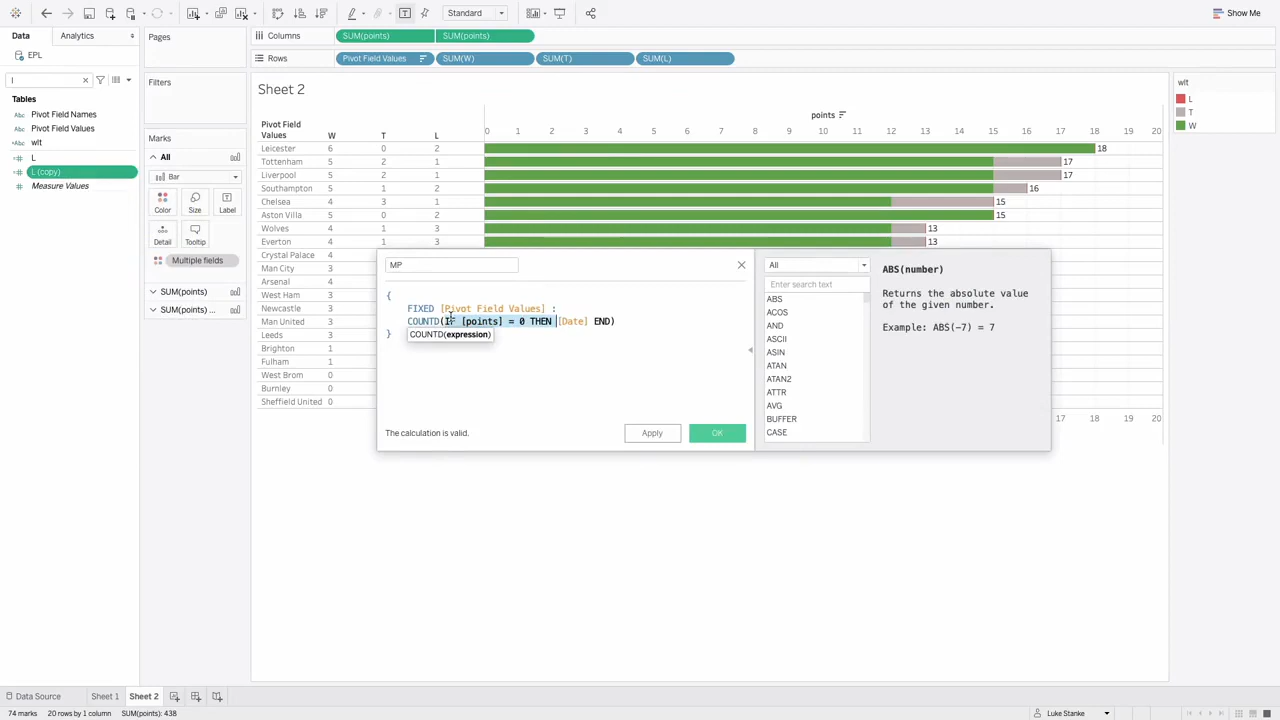 Standard
Show Me
Data
Analytics
Pages
Columns
SUM(points)
SUM(points)
EPL
Rows
Pivot Field Values
SUM(W)
SUM(T)
SUM(L)
l
Filters
Sheet 2
wlt
L
T
W
Tables
Abc Pivot Field Names
Abc Pivot Field Values
Abc wlt
L
L (copy)
Measure Values
Marks
All
Bar
Color
Size
Label
Detail
Tooltip
Multiple fields
SUM(points)
SUM(points) ...
points
Pivot Field
Values W T L
0 1 2 3 4 5 6 7 8 9 10 11 12 13 14 15 16 17 18 19 20
Leicester 6 0 2 18
Tottenham 5 2 1 17
Liverpool 5 2 1 17
Southampton 5 1 2 16
Chelsea 4 3 1 15
Aston Villa 5 0 2 15
Wolves 4 1 3 13
Everton 4 1 3 13
Crystal Palace 4
Man City 3
Arsenal 4
West Ham 3
Newcastle 3
Man United 3
Leeds 3
Brighton 1
Fulham 1
West Brom 0
Burnley 0
Sheffield United 0
17 18 19 20
MP
{
FIXED [Pivot Field Values] :
COUNTD(IF [points] = 0 THEN [Date] END)
}
COUNTD(expression)
The calculation is valid.
Apply
OK
All
Enter search text
ABS
ACOS
AND
ASCII
ASIN
ATAN
ATAN2
ATTR
AVG
BUFFER
CASE
ABS(number)
Returns the absolute value
of the given number.
Example: ABS(-7) = 7
Data Source
Sheet 1
Sheet 2
74 marks
20 rows by 1 column
SUM(points): 438
Luke Stanke